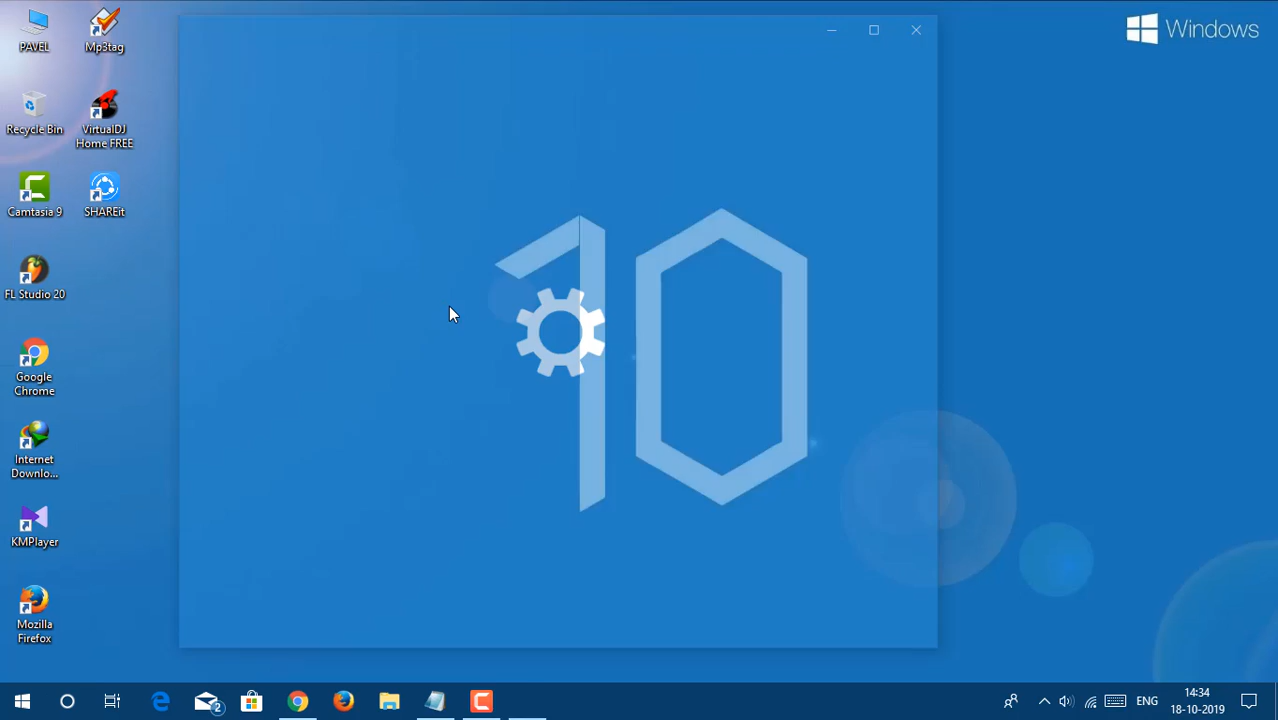 PAVEL
Mp3tag
Windows
Recycle Bin
VirtualDJ
Home FREE
Camtasia 9
SHAREit
FL Studio 20
10
Google
Chrome
Internet
Downlo...
KMPlayer
Mozilla
Firefox
2
ENG
14:34
18-10-2019